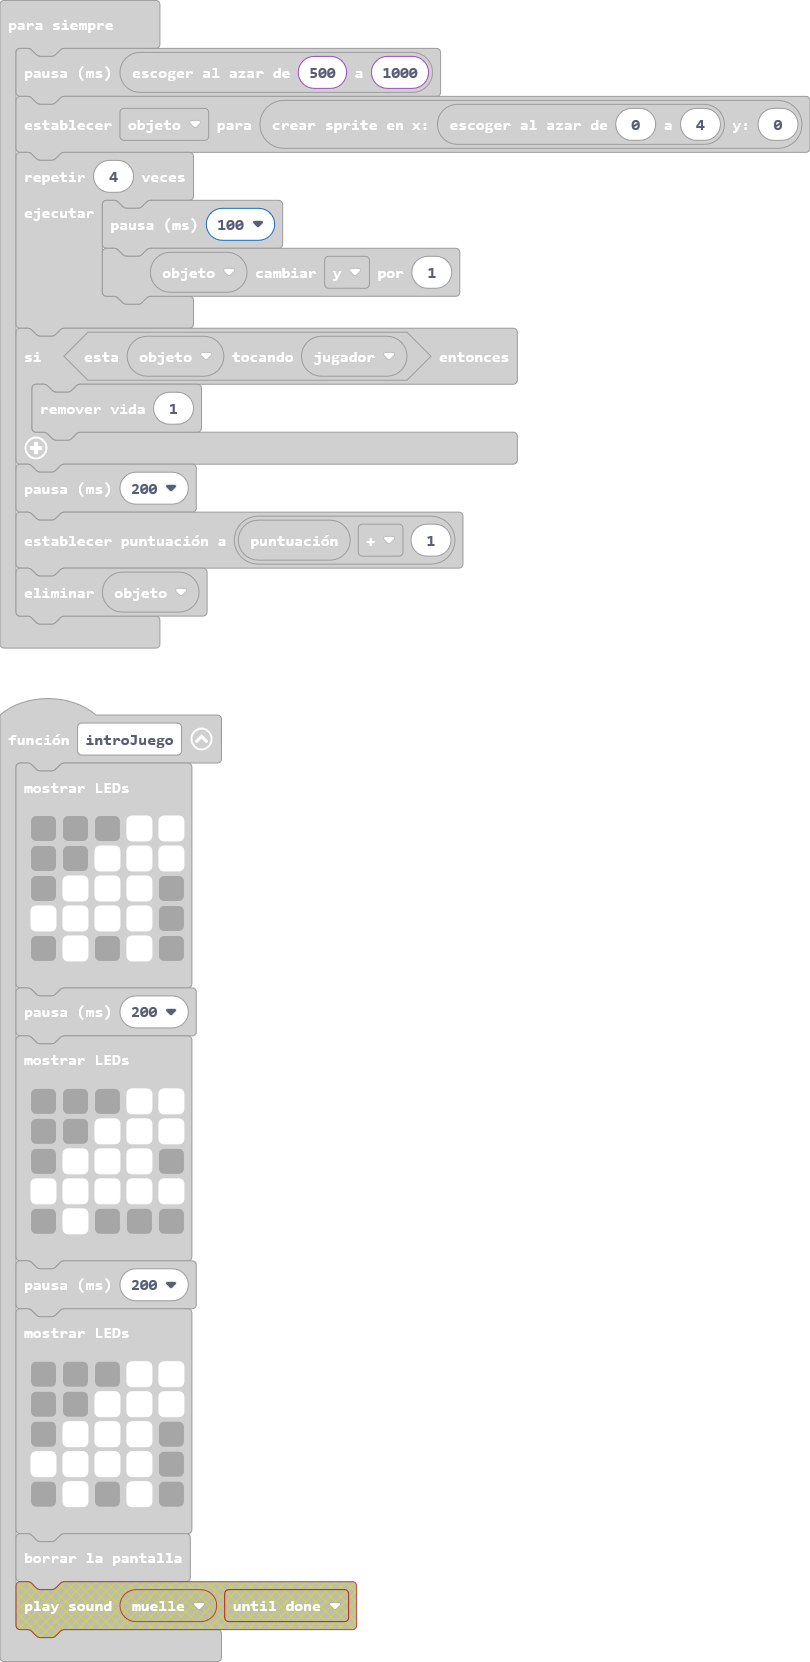 para siempre
pausa (ms) escoger al azar de 500 a 1000
establecer objeto para crear sprite en x: escoger al azar de 0 a 4 y: 0
repetir 4 veces
ejecutar
pausa (ms) 100
objeto cambiar y por 1
si esta objeto tocando jugador entonces
remover vida 1
pausa (ms) 200
establecer puntuación a puntuación + 1
eliminar objeto
función introJuego
mostrar LEDs
pausa (ms) 200
mostrar LEDs
pausa (ms) 200
mostrar LEDs
borrar la pantalla
play sound muelle until done